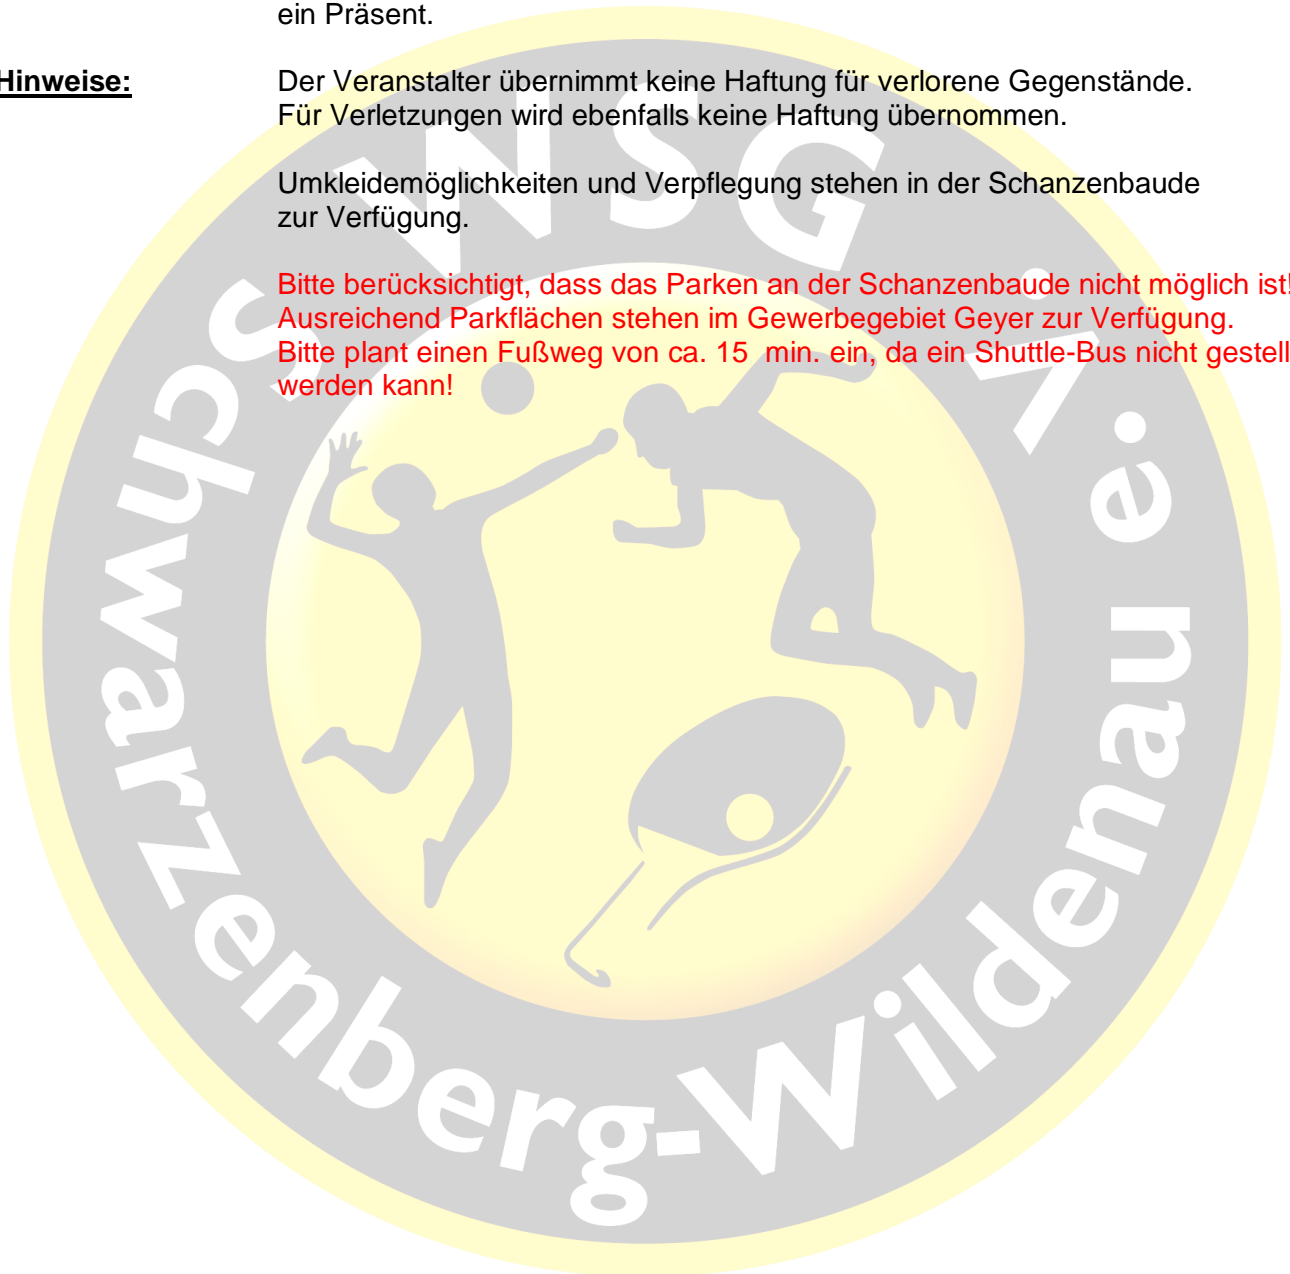 ein Präsent.
Hinweise:
Der Veranstalter übernimmt keine Haftung für verlorene Gegenstände.
Für Verletzungen wird ebenfalls keine Haftung übernommen.
Umkleidemöglichkeiten und Verpflegung stehen in der Schanzenbaude
zur Verfügung.
Bitte berücksichtigt, dass das Parken an der Schanzenbaude nicht möglich ist!
Ausreichend Parkflächen stehen im Gewerbegebiet Geyer zur Verfügung.
Bitte plant einen Fußweg von ca. 15 min. ein, da ein Shuttle-Bus nicht gestell
werden kann!
WSG
Schwarzenberg-Wildenau e.V.